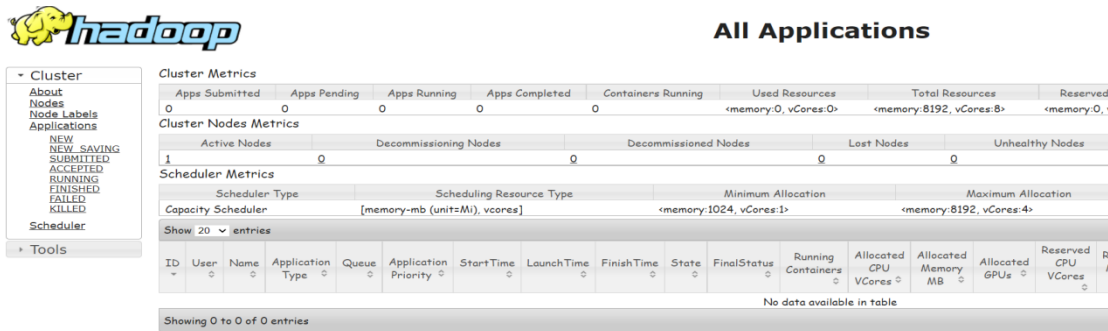 hadoop
All Applications
Cluster
About
Nodes
Node Labels
Applications
NEW
NEW_SAVING
SUBMITTED
ACCEPTED
RUNNING
FINISHED
FAILED
KILLED
Scheduler
Tools
Cluster Metrics
Apps Submitted Apps Pending Apps Running Apps Completed Containers Running Used Resources Total Resources Reserved
0 0 0 0 0 <memory:0, vCores:0> <memory:8192, vCores:8> <memory:0,
Cluster Nodes Metrics
Active Nodes Decommissioning Nodes Decommissioned Nodes Lost Nodes Unhealthy Nodes
1 0 0 0 0
Scheduler Metrics
Scheduler Type Scheduling Resource Type Minimum Allocation Maximum Allocation
Capacity Scheduler [memory-mb (unit=Mi), vcores] <memory:1024, vCores:1> <memory:8192, vCores:4>
Show 20 entries
ID User Name Application Type Queue Application Priority StartTime LaunchTime FinishTime State FinalStatus Running Containers Allocated CPU VCores Allocated Memory MB Allocated GPUs Reserved CPU VCores
No data available in table
Showing 0 to 0 of 0 entries